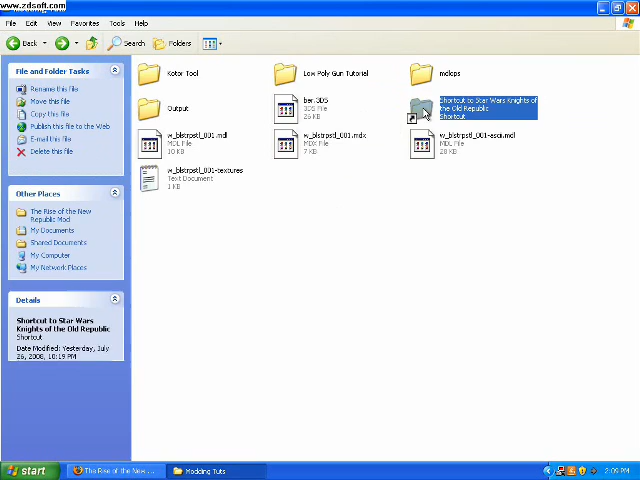 www.zdsoft.com
File Edit View Favorites Tools Help
Back Search Folders
File and Folder Tasks
Rename this file
Move this file
Copy this file
Publish this file to the Web
E-mail this file
Delete this file
Other Places
The Rise of the New
Republic Mod
My Documents
Shared Documents
My Computer
My Network Places
Details
Shortcut to Star Wars
Knights of the Old Republic
Shortcut
Date Modified: Yesterday, July
26, 2008, 10:19 PM
Kotor Tool
Low Poly Gun Tutorial
mdlops
Output
bar.3DS
3DS File
26 KB
Shortcut to Star Wars Knights of
the Old Republic
Shortcut
w_blstrpstl_001.mdl
MDL File
10 KB
w_blstrpstl_001.mdx
MDX File
7 KB
w_blstrpstl_001-ascii.mdl
MDL File
28 KB
w_blstrpstl_001-textures
Text Document
1 KB
start
The Rise of the New ...
Modding Tuts
2:09 PM